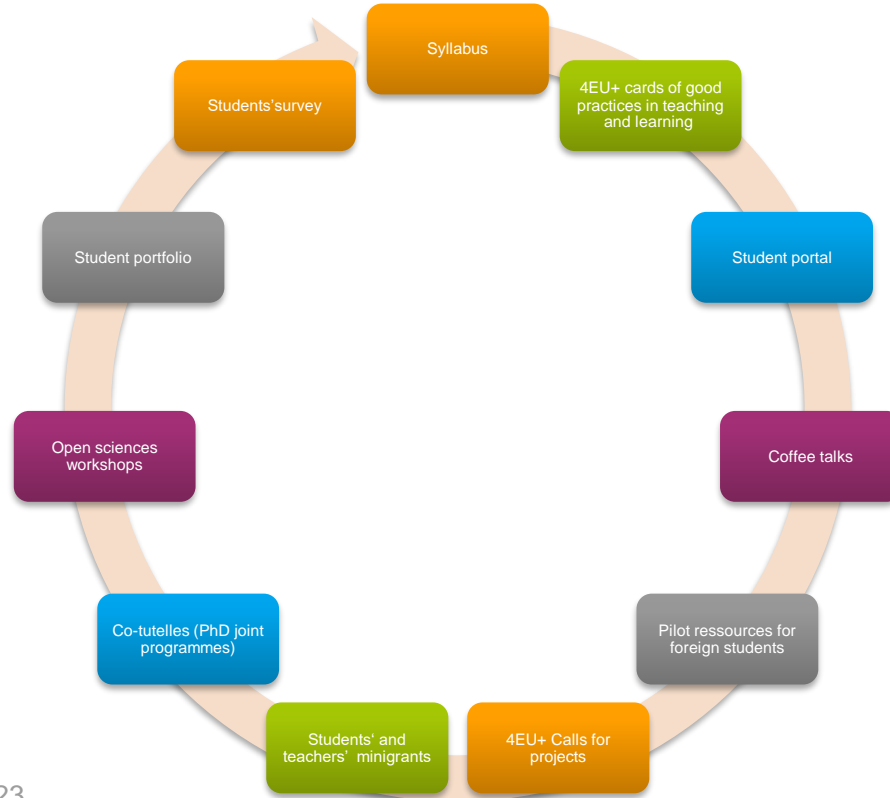 Syllabus
4EU+ cards of good
practices in teaching
and learning
Student portal
Coffee talks
Pilot ressources for
foreign students
4EU+ Calls for
projects
Students‘ and
teachers’ minigrants
Co-tutelles (PhD joint
programmes)
Open sciences
workshops
Student portfolio
Students’survey
23